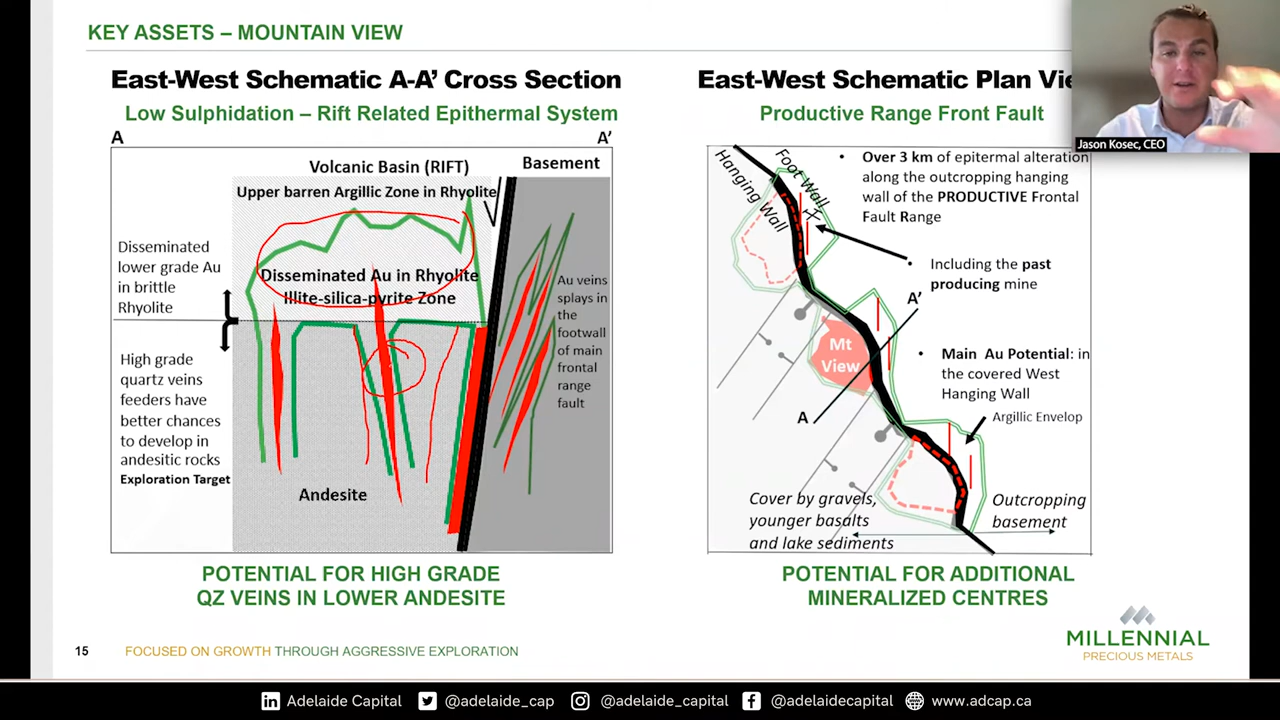 KEY ASSETS – MOUNTAIN VIEW
East-West Schematic A-A’ Cross Section
Low Sulphidation – Rift Related Epithermal System
A
A’
Volcanic Basin (RIFT)
Basement
Upper barren Argillic Zone in Rhyolite
Disseminated
lower grade Au
in brittle
Rhyolite
Disseminated Au in Rhyolite
Illite-silica-pyrite Zone
Au veins
splays in
the
footwall
of main
frontal
range
fault
High grade
quartz veins
feeders have
better chances
to develop in
andesitic rocks
Exploration Target
Andesite
POTENTIAL FOR HIGH GRADE
QZ VEINS IN LOWER ANDESITE
East-West Schematic Plan Vie
Productive Range Front Fault
Hanging Wall
Foot Wall
• Over 3 km of epitermal alteration
along the outcropping hanging
wall of the PRODUCTIVE Frontal
Fault Range
• Including the past
producing mine
A’
• Main Au Potential: in
the covered West
Hanging Wall
Mt
View
A
Argillic Envelop
Cover by gravels,
younger basalts
and lake sediments
Outcropping
basement
POTENTIAL FOR ADDITIONAL
MINERALIZED CENTRES
Jason Kosec, CEO
15
FOCUSED ON GROWTH THROUGH AGGRESSIVE EXPLORATION
MILLENNIAL
PRECIOUS METALS
Adelaide Capital
@adelaide_cap
@adelaide_capital
@adelaidecapital
www.adcap.ca